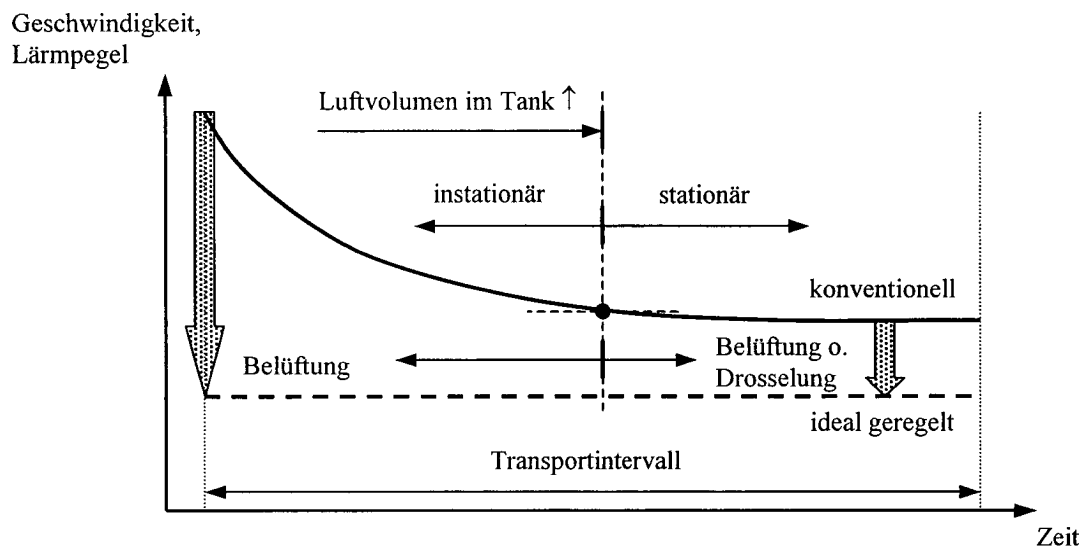 Geschwindigkeit,
Lärmpegel
Luftvolumen im Tank ↑
instationär
stationär
konventionell
Belüftung
Belüftung o.
Drosselung
ideal geregelt
Transportintervall
Zeit